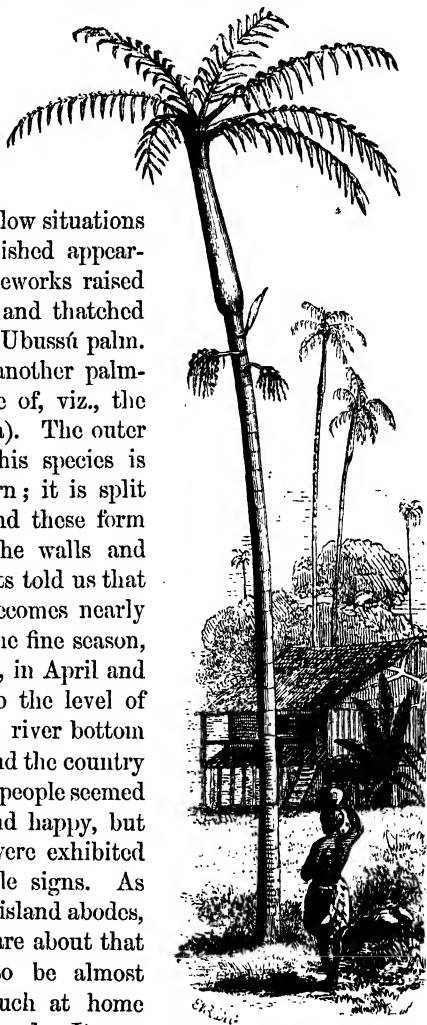 low situations
ished appear-
eworks raised
and thatched
Ubussú palm.
another palm-
e of, viz., the
a). The outer
his species is
rn; it is split
nd these form
he walls and
ts told us that
ecomes nearly
ne fine season,
, in April and
o the level of
river bottom
nd the country
people seemed
nd happy, but
vere exhibited
le signs. As
island abodes,
are about that
o be almost
uch at home